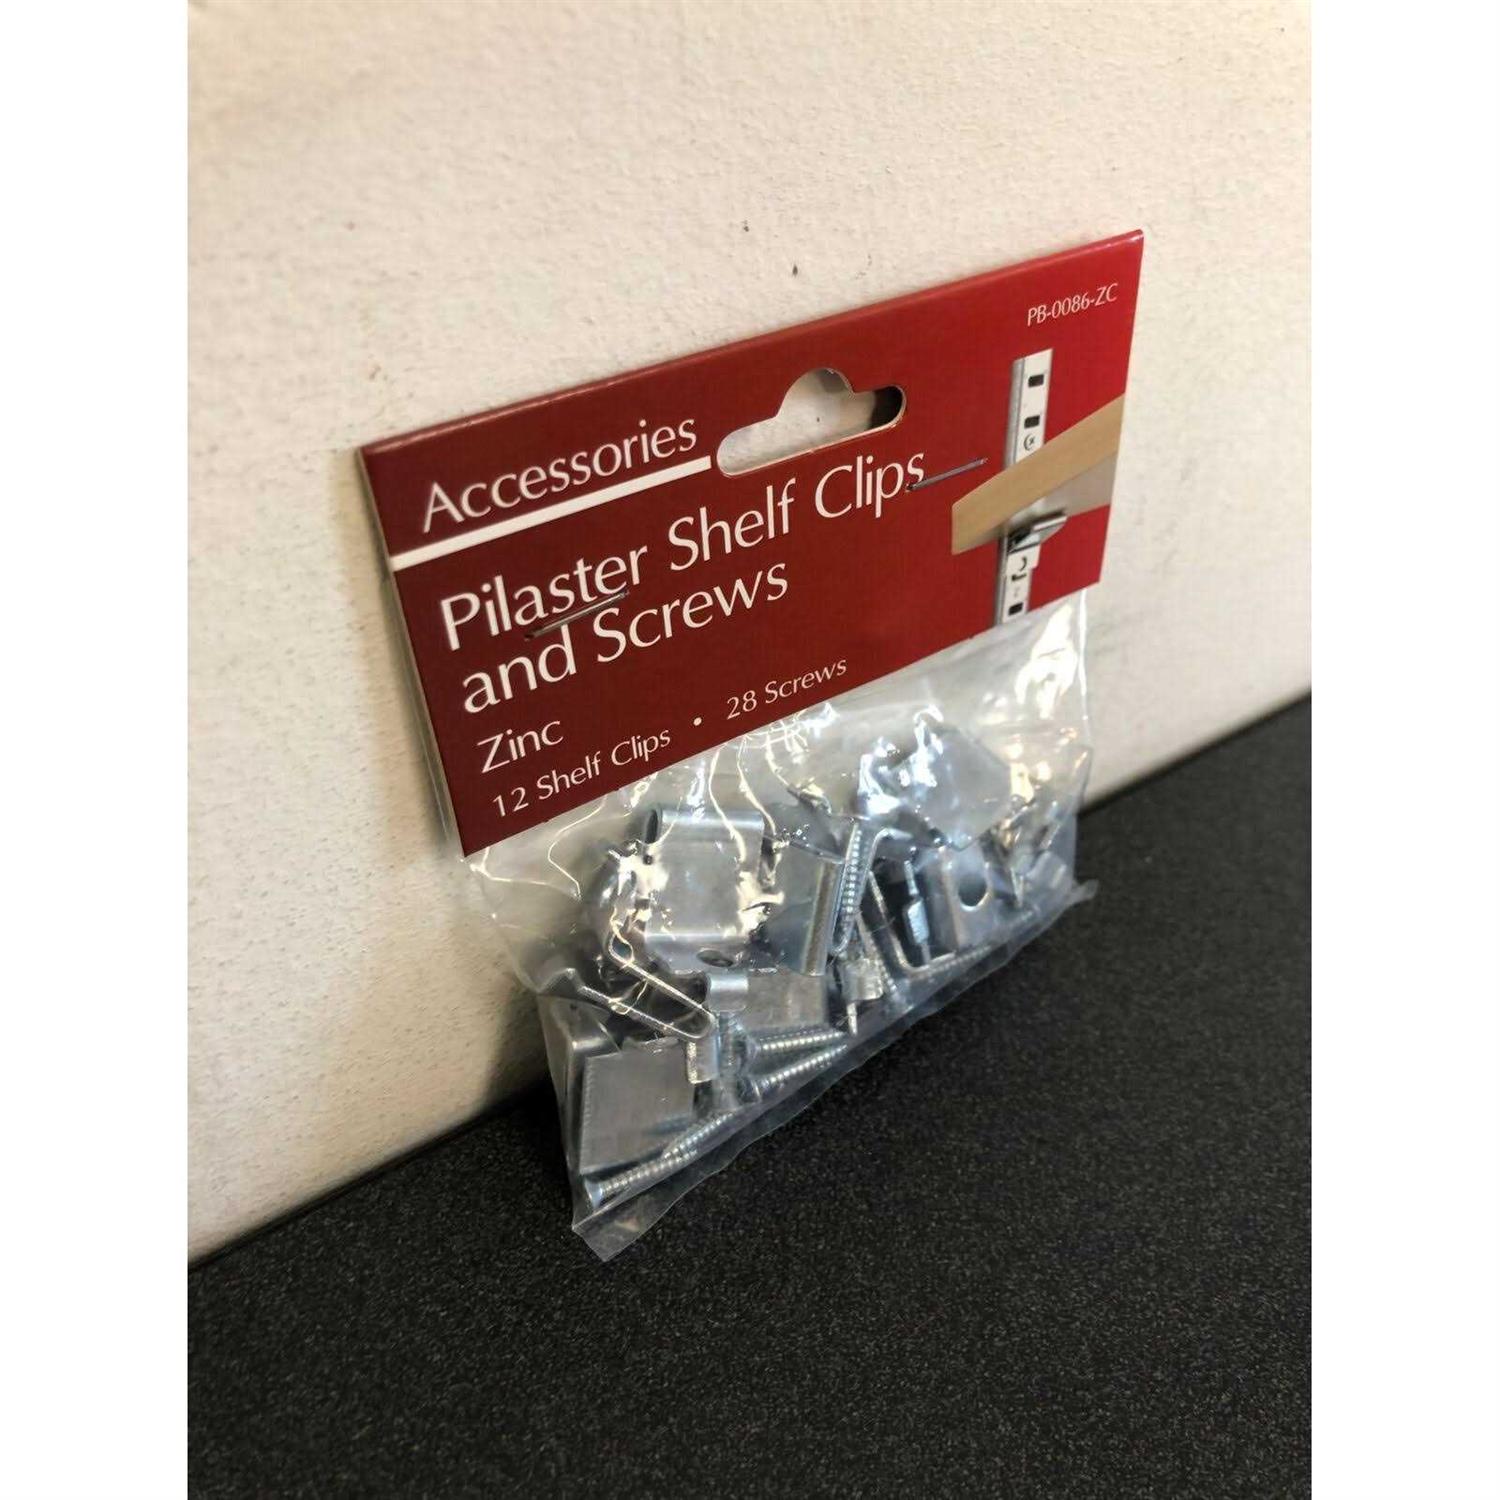 PB-0086-ZC
Accessories
Pilaster Shelf Clips
and Screws
Zinc
12 Shelf Clips • 28 Screws